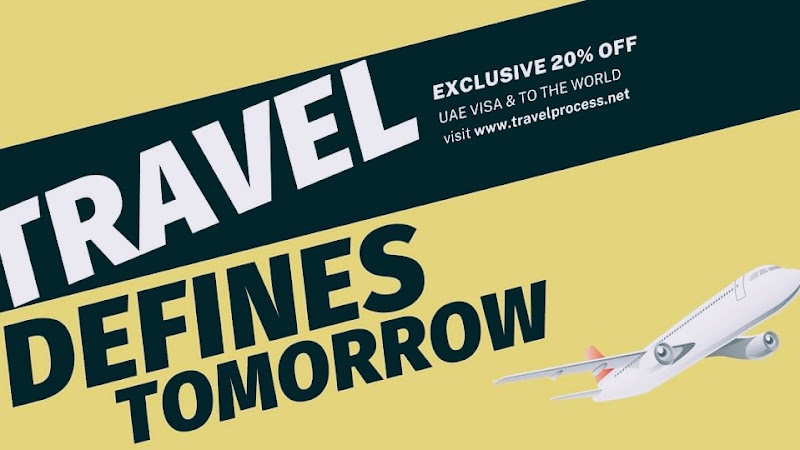 TRAVEL
EXCLUSIVE 20% OFF
UAE VISA & TO THE WORLD
visit www.travelprocess.net
DEFINES
TOMORROW